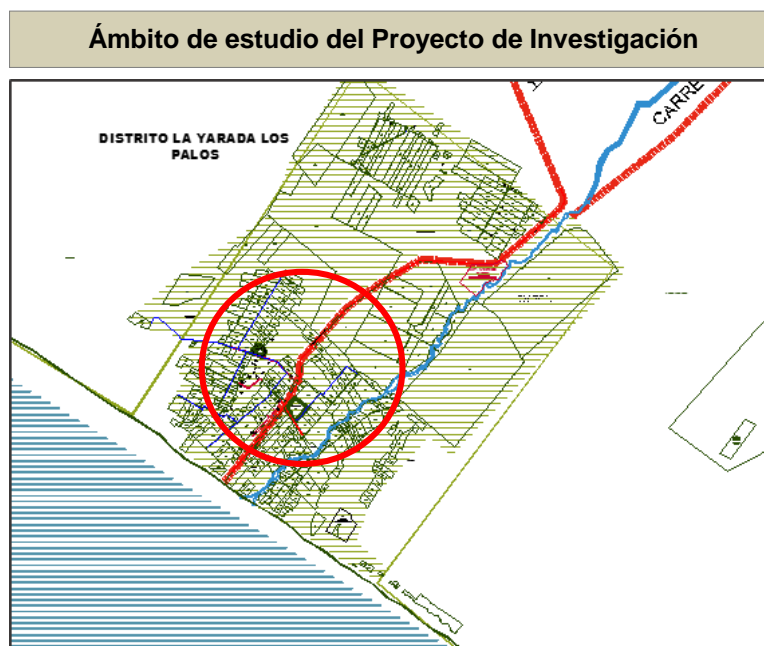 Ámbito de estudio del Proyecto de Investigación
DISTRITO LA YARADA LOS
PALOS
CARRE